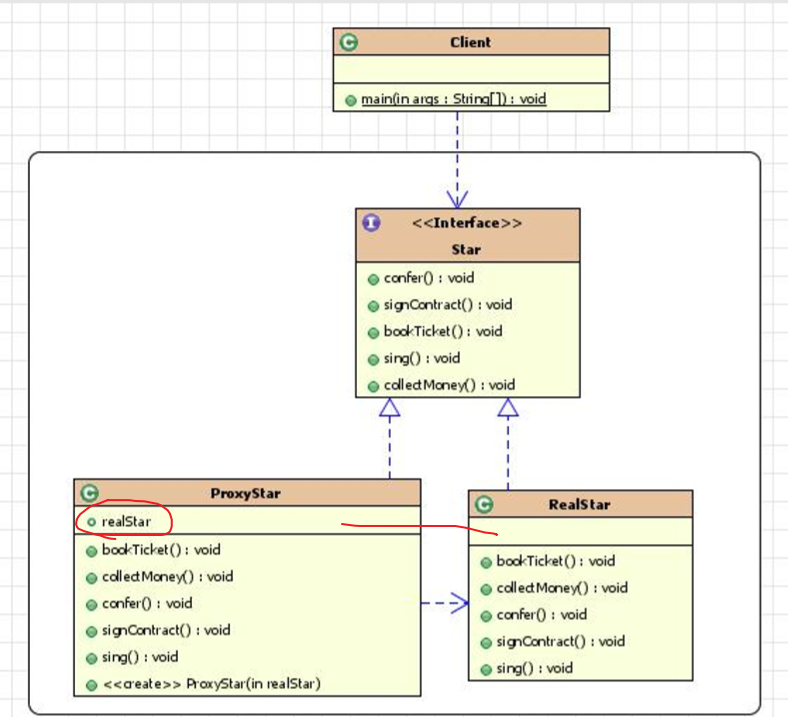 C Client
main(in args : String[]) : void
I <<Interface>>
Star
confer() : void
signContract() : void
bookTicket() : void
sing() : void
collectMoney() : void
C ProxyStar
realStar
bookTicket() : void
collectMoney() : void
confer() : void
signContract() : void
sing() : void
<<create>> ProxyStar(in realStar)
C RealStar
bookTicket() : void
collectMoney() : void
confer() : void
signContract() : void
sing() : void